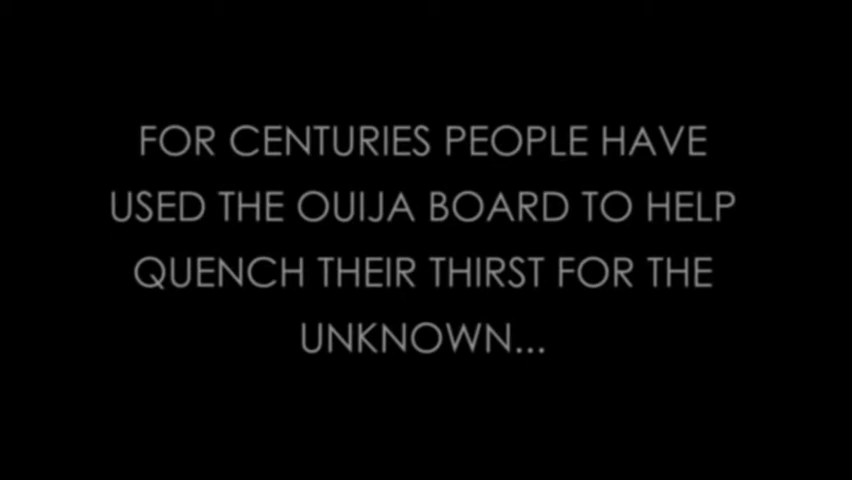 FOR CENTURIES PEOPLE HAVE
USED THE OUIJA BOARD TO HELP
QUENCH THEIR THIRST FOR THE
UNKNOWN...